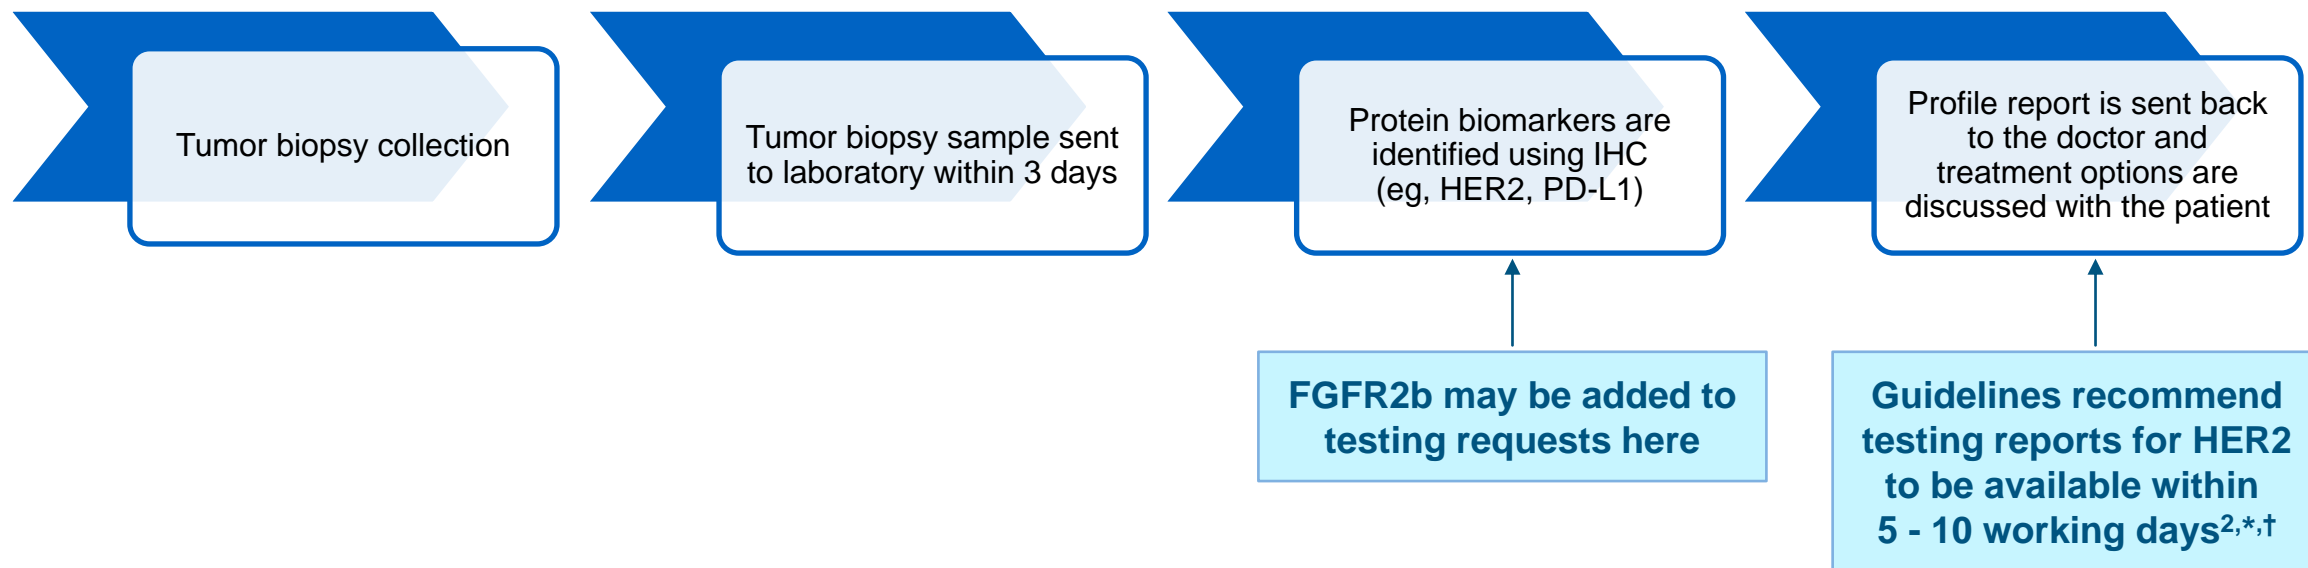 Tumor biopsy collection
Tumor biopsy sample sent
to laboratory within 3 days
Protein biomarkers are
identified using IHC
(eg, HER2, PD-L1)
Profile report is sent back
to the doctor and
treatment options are
discussed with the patient
FGFR2b may be added to
testing requests here
Guidelines recommend
testing reports for HER2
to be available within
5 - 10 working days2,*,†